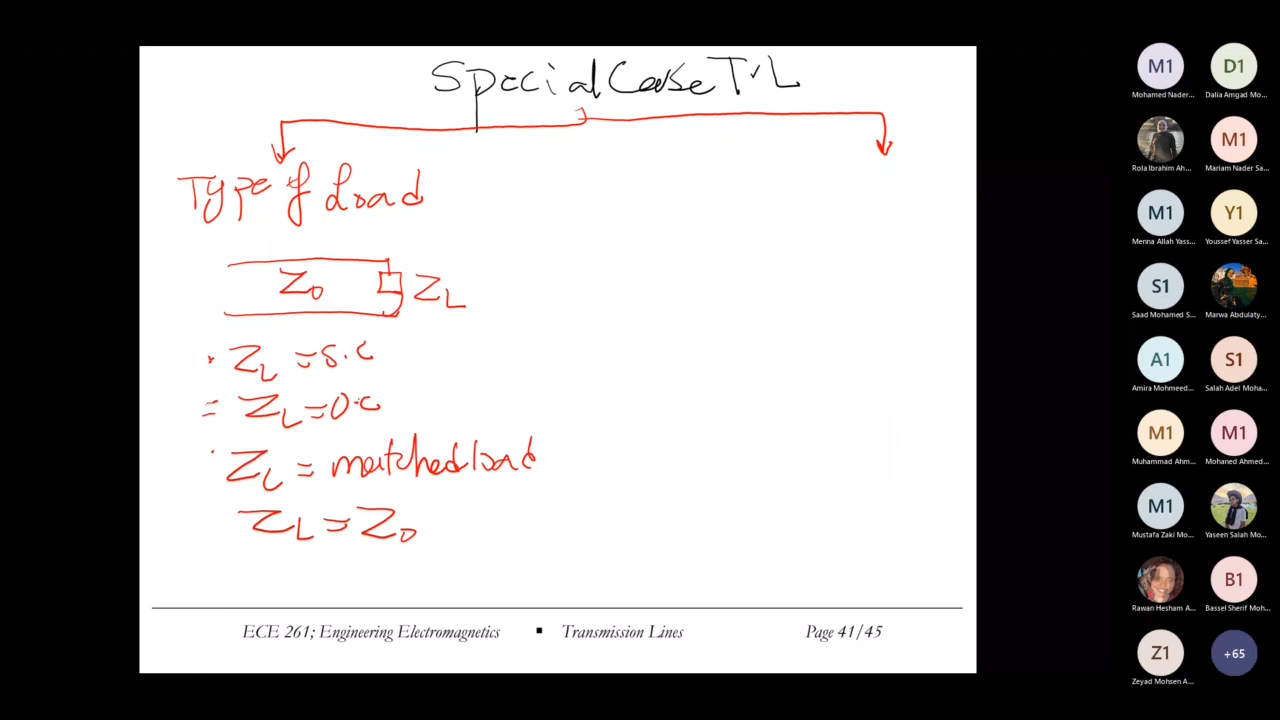 Special Case T.L
Type of Load
Z0
ZL
ZL = S.C
= ZL = O.C
ZL = matched load
ZL = Z0
ECE 261; Engineering Electromagnetics ▪ Transmission Lines Page 41/45
M1 D1
Mohamed Nader... Dalia Amgad Mo...
M1
Rola Ibrahim Ah... Mariam Nader Sa...
M1 Y1
Menna Allah Yass... Youssef Yasser Sa...
S1
Saad Mohamed S... Marwa Abdulaty...
A1 S1
Amira Mohmeed... Salah Adel Moha...
M1 M1
Muhammad Ahm... Mohaned Ahmed...
M1
Mustafa Zaki Mo... Yaseen Salah Mo...
B1
Rawan Hesham A... Bassel Sherif Moh...
Z1 +65
Zeyad Mohsen A...